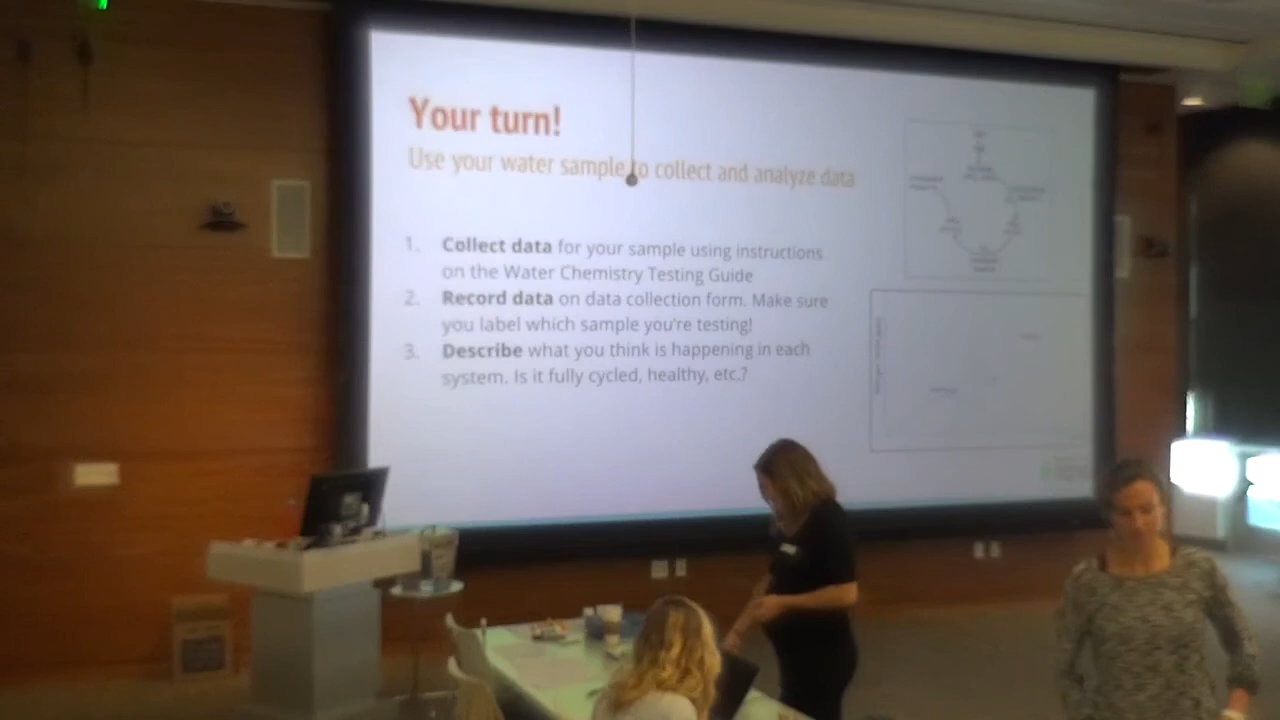 Your turn!
Use your water sample to collect and analyze data
1. Collect data for your sample using instructions
on the Water Chemistry Testing Guide
2. Record data on data collection form. Make sure
you label which sample you're testing!
3. Describe what you think is happening in each
system. Is it fully cycled, healthy, etc.?